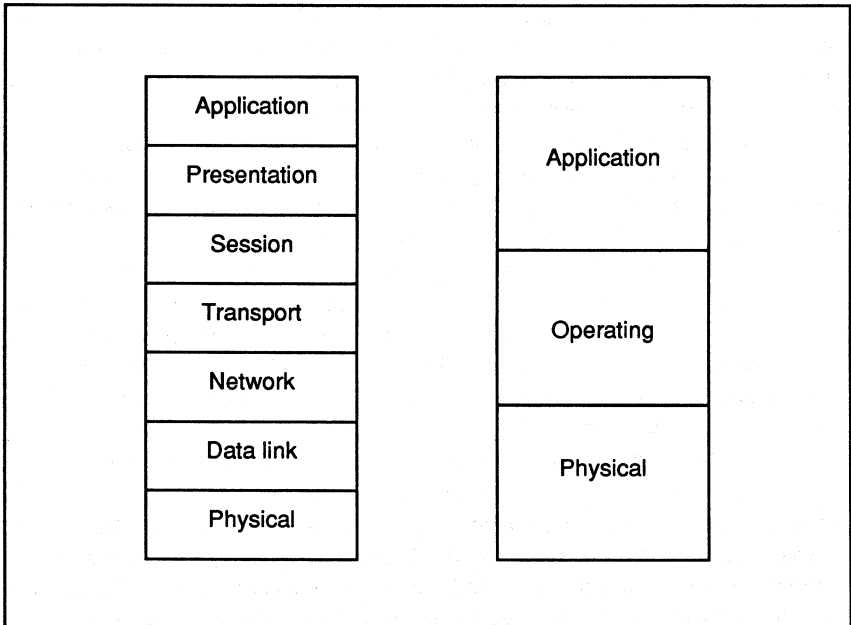 Application
Presentation
Session
Transport
Network
Data link
Physical
Application
Operating
Physical